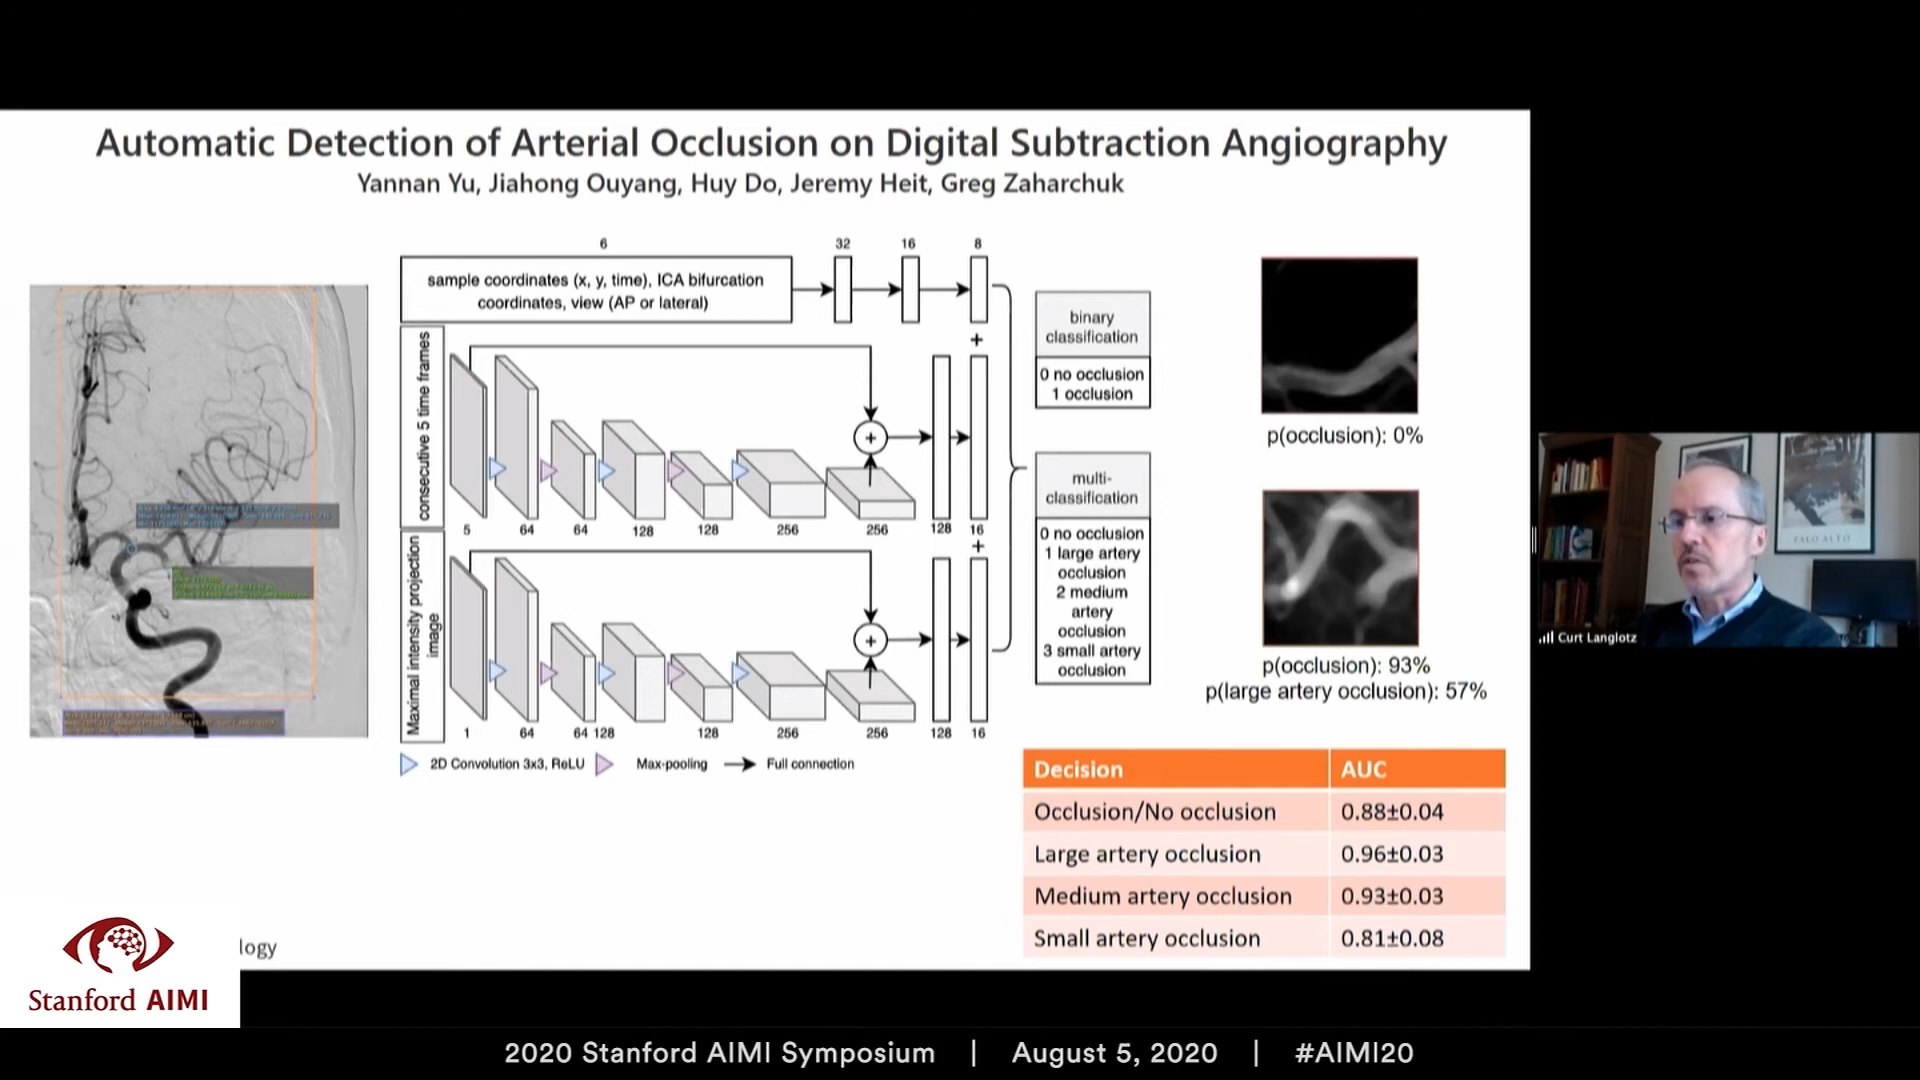 Automatic Detection of Arterial Occlusion on Digital Subtraction Angiography
Yannan Yu, Jiahong Ouyang, Huy Do, Jeremy Heit, Greg Zaharchuk
6
32
16
8
sample coordinates (x, y, time), ICA bifurcation
coordinates, view (AP or lateral)
consecutive 5 time frames
+
+
5
64
64
128
128
256
256
128
16
+
Maximal intensity projection
image
+
1
64
64
128
128
256
256
128
16
2D Convolution 3x3, ReLU
Max-pooling
Full connection
binary
classification
0 no occlusion
1 occlusion
multi-
classification
0 no occlusion
1 large artery
occlusion
2 medium
artery
occlusion
3 small artery
occlusion
p(occlusion): 0%
p(occlusion): 93%
p(large artery occlusion): 57%
Decision AUC
Occlusion/No occlusion 0.88±0.04
Large artery occlusion 0.96±0.03
Medium artery occlusion 0.93±0.03
Small artery occlusion 0.81±0.08
PALO ALTO
Curt Langlotz
logy
Stanford AIMI
2020 Stanford AIMI Symposium | August 5, 2020 | #AIMI20